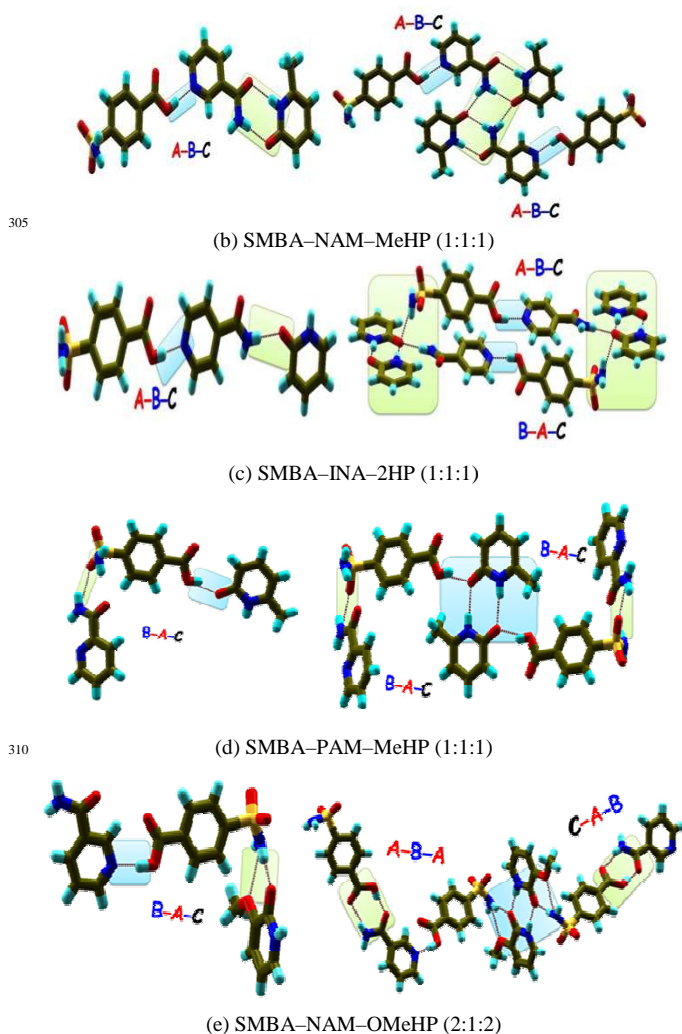 A–B–C
A–B–C
A–B–C
305
(b) SMBA–NAM–MeHP (1:1:1)
A–B–C
A–B–C
B–A–C
(c) SMBA–INA–2HP (1:1:1)
B–A–C
B–A–C
B–A–C
310
(d) SMBA–PAM–MeHP (1:1:1)
C–A–B
A–B–A
B–A–C
(e) SMBA–NAM–OMeHP (2:1:2)